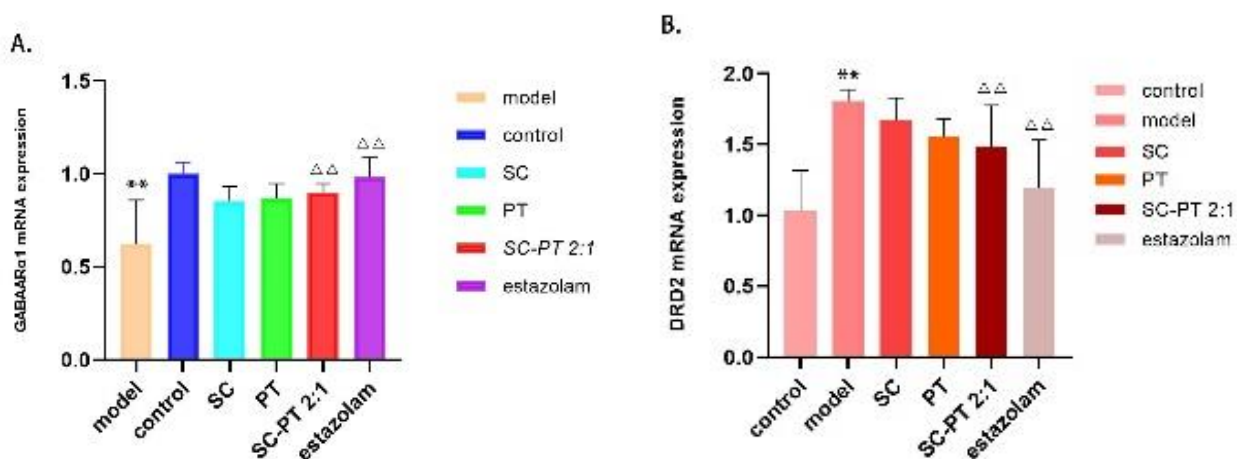 A.
GABAARα1 mRNA expression
1.5
1.0
0.5
0.0
**
△△
△△
model
control
SC
PT
SC-PT 2:1
estazolam
model
control
SC
PT
SC-PT 2:1
estazolam
B.
DRD2 mRNA expression
2.0
1.5
1.0
0.5
0.0
**
△△
△△
control
model
SC
PT
SC-PT 2:1
estazolam
control
model
SC
PT
SC-PT 2:1
estazolam